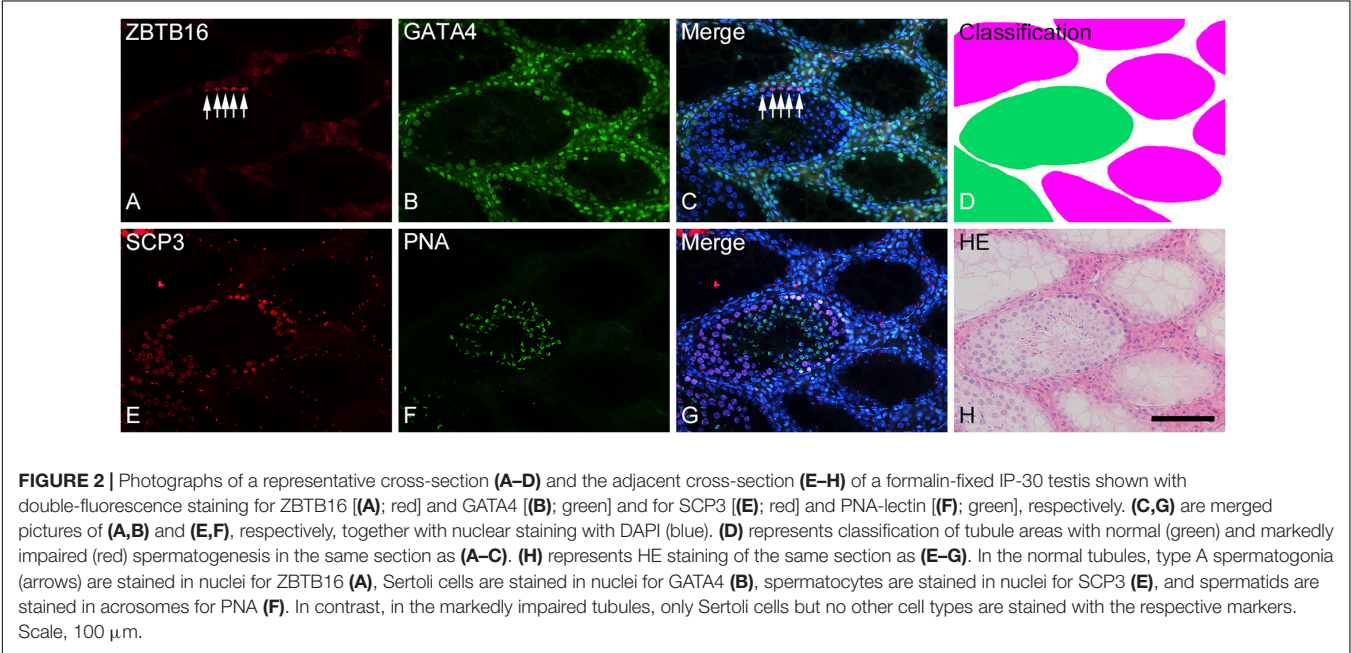 ZBTB16
GATA4
Merge
Classification
A
B
C
D
SCP3
PNA
Merge
HE
E
F
G
H
FIGURE 2 | Photographs of a representative cross-section (A–D) and the adjacent cross-section (E–H) of a formalin-fixed IP-30 testis shown with
double-fluorescence staining for ZBTB16 [(A); red] and GATA4 [(B); green] and for SCP3 [(E); red] and PNA-lectin [(F); green], respectively. (C,G) are merged
pictures of (A,B) and (E,F), respectively, together with nuclear staining with DAPI (blue). (D) represents classification of tubule areas with normal (green) and markedly
impaired (red) spermatogenesis in the same section as (A–C). (H) represents HE staining of the same section as (E–G). In the normal tubules, type A spermatogonia
(arrows) are stained in nuclei for ZBTB16 (A), Sertoli cells are stained in nuclei for GATA4 (B), spermatocytes are stained in nuclei for SCP3 (E), and spermatids are
stained in acrosomes for PNA (F). In contrast, in the markedly impaired tubules, only Sertoli cells but no other cell types are stained with the respective markers.
Scale, 100 μm.